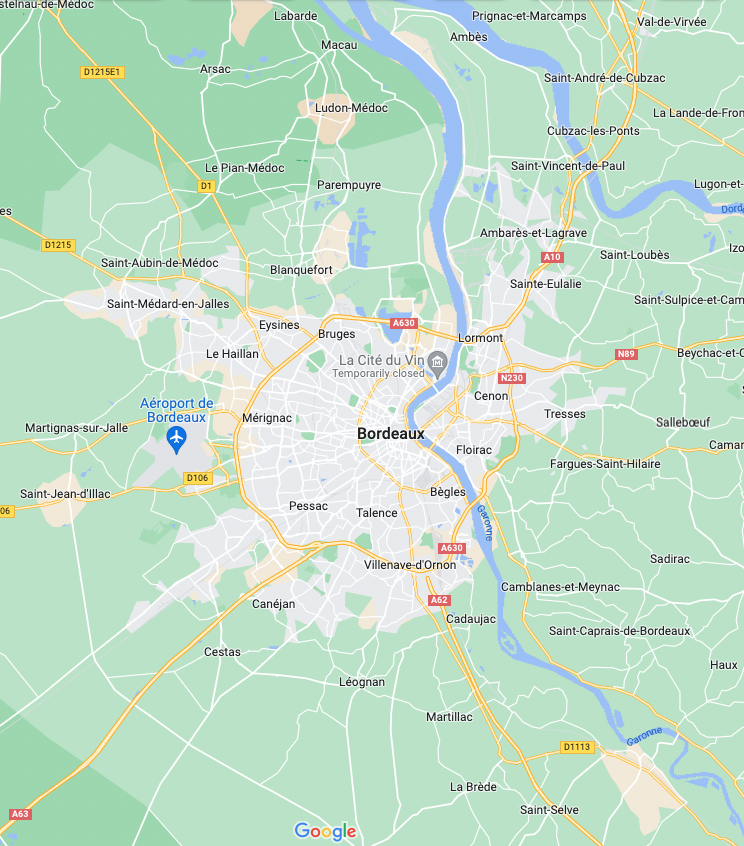 stelnau-de-Médoc
Labarde
Prignac-et-Marcamps
Val-de-Virvée
Macau
Ambès
D1215E1
Arsac
Saint-André-de-Cubzac
Ludon-Médoc
La Lande-de-Fron
Cubzac-les-Ponts
Le Pian-Médoc
Saint-Vincent-de-Paul
D1
Parempuyre
Lugon-et-
es
Dord
Ambarès-et-Lagrave
D1215
Izo
A10
Saint-Loubès
Saint-Aubin-de-Médoc
Blanquefort
Sainte-Eulalie
Saint-Médard-en-Jalles
Saint-Sulpice-et-Cam
Eysines
A630
Bruges
Lormont
Le Haillan
N89
Beychac-et-C
La Cité du Vin
Temporarily closed
N230
Cenon
Aéroport de
Bordeaux
Mérignac
Tresses
Martignas-sur-Jalle
Sallebœuf
Bordeaux
Camar
Floirac
Fargues-Saint-Hilaire
D106
Saint-Jean-d'Illac
Bègles
06
Pessac
Talence
Garonne
A630
Sadirac
Villenave-d'Ornon
Camblanes-et-Meynac
A62
Canéjan
Cadaujac
Saint-Caprais-de-Bordeaux
Cestas
Haux
Léognan
Martillac
Garonne
D1113
La Brède
A63
Saint-Selve
Google